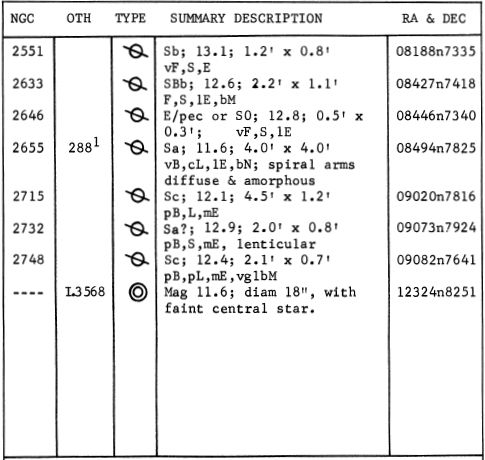 NGC OTH TYPE SUMMARY DESCRIPTION RA & DEC
2551 Sb; 13.1; 1.2' x 0.8' 08188n7335
vF,S,E
2633 SBb; 12.6; 2.2' x 1.1' 08427n7418
F,S,lE,bM
2646 E/pec or S0; 12.8; 0.5' x 08446n7340
0.3'; vF,S,lE
2655 288¹ Sa; 11.6; 4.0' x 4.0' 08494n7825
vB,cL,lE,bN; spiral arms
diffuse & amorphous
2715 Sc; 12.1; 4.5' x 1.2' 09020n7816
pB,L,mE
2732 Sa?; 12.9; 2.0' x 0.8' 09073n7924
pB,S,mE, lenticular
2748 Sc; 12.4; 2.1' x 0.7' 09082n7641
pB,pL,mE,vglbM
---- L3568 Mag 11.6; diam 18", with 12324n8251
faint central star.